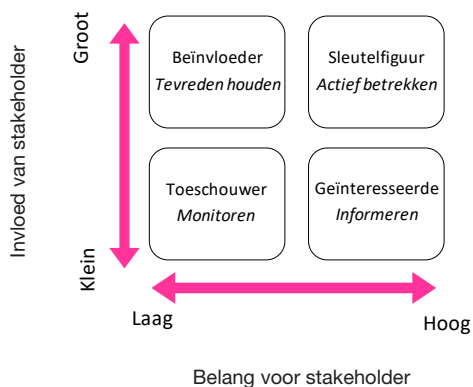 Invloed van stakeholder
Groot
Klein
Beïnvloeder
Tevreden houden
Sleutelfiguur
Actief betrekken
Toeschouwer
Monitoren
Geïnteresseerde
Informeren
Laag
Hoog
Belang voor stakeholder